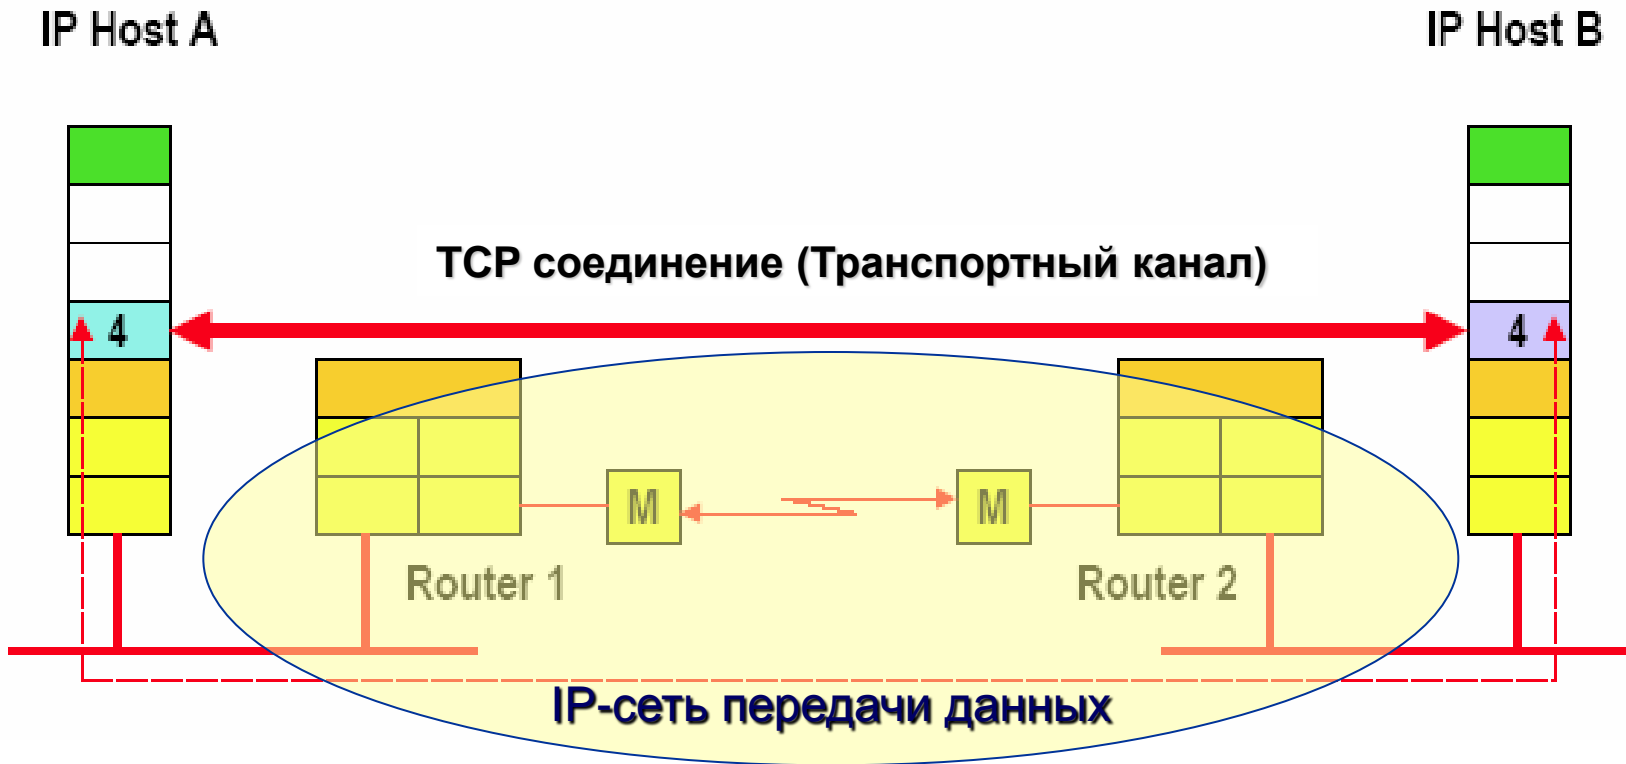 IP Host A
IP Host B
TCP соединение (Транспортный канал)
4
4
M
M
Router 1
Router 2
IP-сеть передачи данных